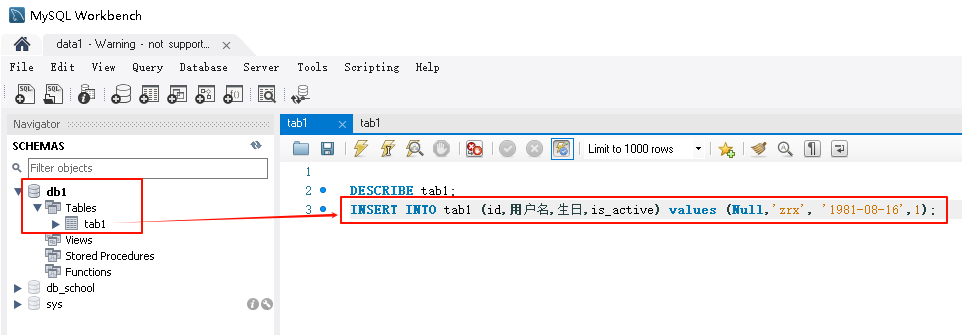 MySQL Workbench
data1 - Warning - not support...
File Edit View Query Database Server Tools Scripting Help
Navigator
SCHEMAS
Filter objects
db1
Tables
tab1
Views
Stored Procedures
Functions
db_school
sys
tab1 tab1
Limit to 1000 rows
1
2 DESCRIBE tab1;
3 INSERT INTO tab1 (id,用户名,生日,is_active) values (Null,'zrx', '1981-08-16',1);